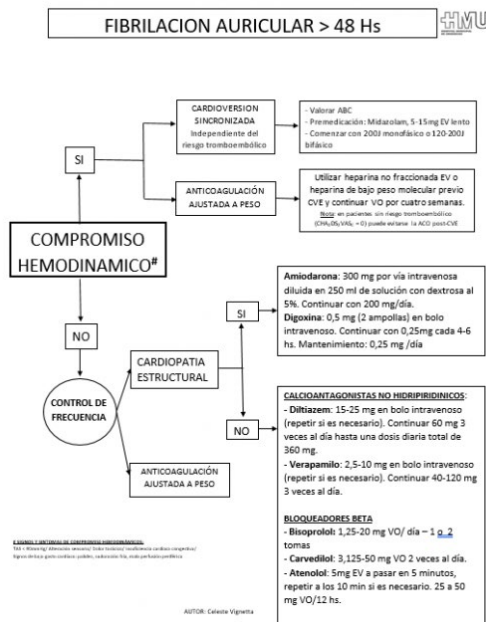 FIBRILACION AURICULAR > 48 Hs
HMU
CARDIOVERSION
SINCRONIZADA
Independiente del
riesgo tromboembólico
- Valorar ABC
- Premedicación: Midazolam, 5-15mg EV lento
- Comenzar con 200J monofásico o 120-200J
bifásico
SI
ANTICOAGULACIÓN
AJUSTADA A PESO
Utilizar heparina no fraccionada EV o
heparina de bajo peso molecular previo
CVE y continuar VO por cuatro semanas.
Nota: en pacientes sin riesgo tromboembólico
(CHA₂DS₂VASc = 0) puede evitarse la ACO post-CVE
COMPROMISO
HEMODINAMICO#
NO
CONTROL DE
FRECUENCIA
CARDIOPATIA
ESTRUCTURAL
SI
Amiodarona: 300 mg por vía intravenosa
diluida en 250 ml de solución con dextrosa al
5%. Continuar con 200 mg/día.
Digoxina: 0,5 mg (2 ampollas) en bolo
intravenoso. Continuar con 0,25mg cada 4-6
hs. Mantenimiento: 0,25 mg /día
NO
CALCIOANTAGONISTAS NO HIDRIPIRIDINICOS:
- Diltiazem: 15-25 mg en bolo intravenoso
(repetir si es necesario). Continuar 60 mg 3
veces al día hasta una dosis diaria total de
360 mg.
- Verapamilo: 2,5-10 mg en bolo intravenoso
(repetir si es necesario). Continuar 40-120 mg
3 veces al día.
BLOQUEADORES BETA
- Bisoprolol: 1,25-20 mg VO/ día – 1 o 2
tomas
- Carvedilol: 3,125-50 mg VO 2 veces al día.
- Atenolol: 5mg EV a pasar en 5 minutos,
repetir a los 10 min si es necesario. 25 a 50
mg VO/12 hs.
ANTICOAGULACIÓN
AJUSTADA A PESO
# SIGNOS Y SINTOMAS DE COMPROMISO HEMODINÁMICO:
AUTOR: Celeste Vignetta